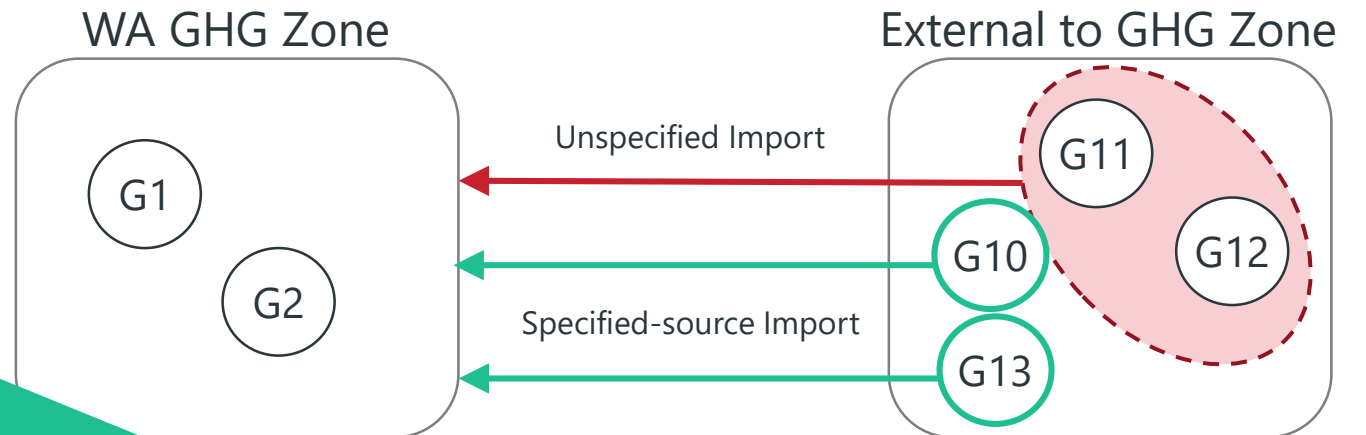 WA GHG Zone
External to GHG Zone
Unspecified Import
G11
G1
G10
G12
G2
Specified-source Import
G13